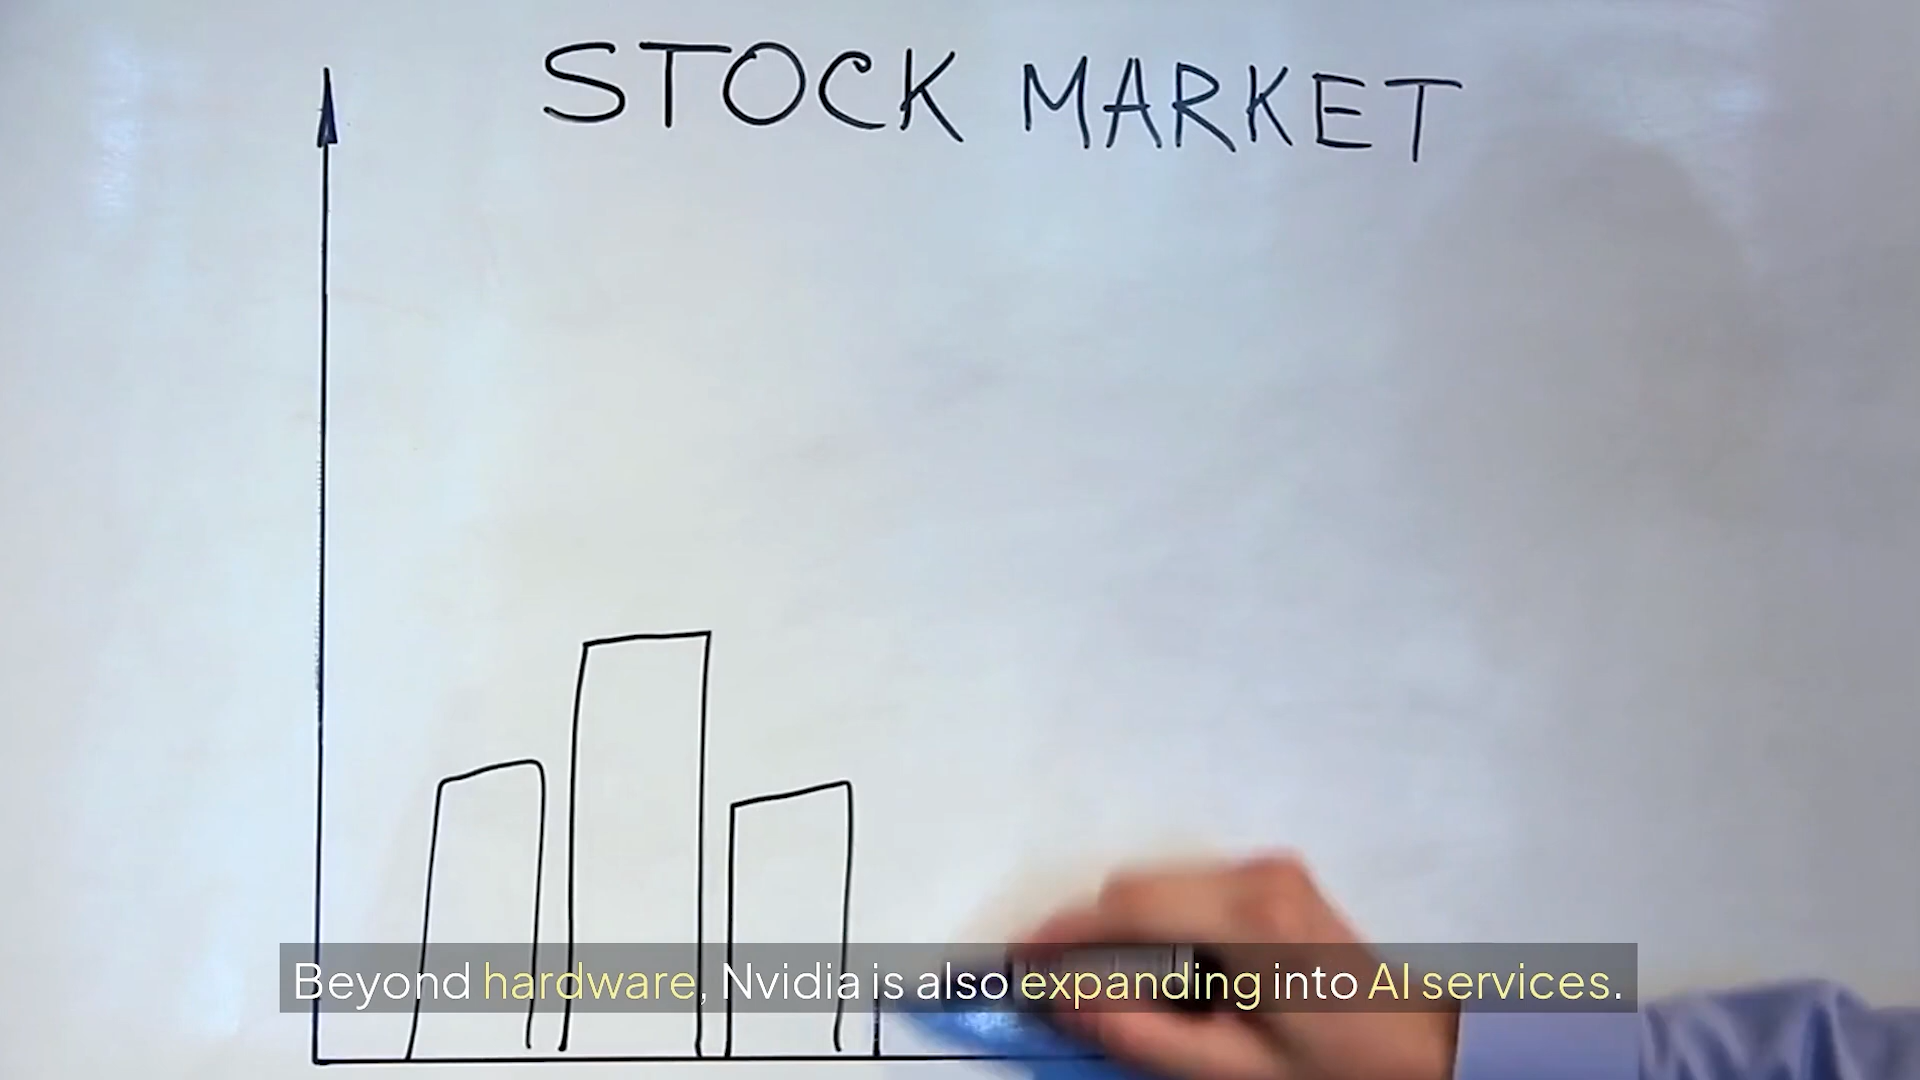 STOCK MARKET
Beyond hardware, Nvidia is also expanding into AI services.